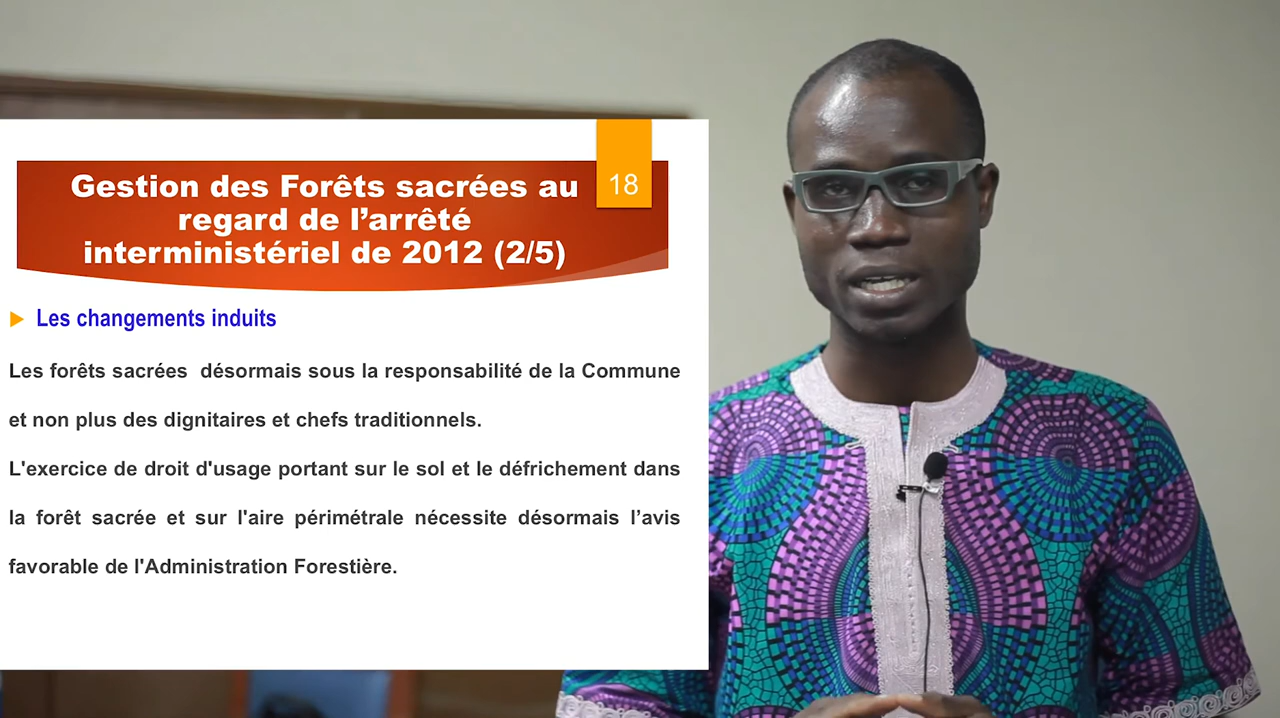 Gestion des Forêts sacrées au
regard de l’arrêté
interministériel de 2012 (2/5)
18
Les changements induits
Les forêts sacrées désormais sous la responsabilité de la Commune
et non plus des dignitaires et chefs traditionnels.
L'exercice de droit d'usage portant sur le sol et le défrichement dans
la forêt sacrée et sur l'aire périmétrale nécessite désormais l’avis
favorable de l'Administration Forestière.